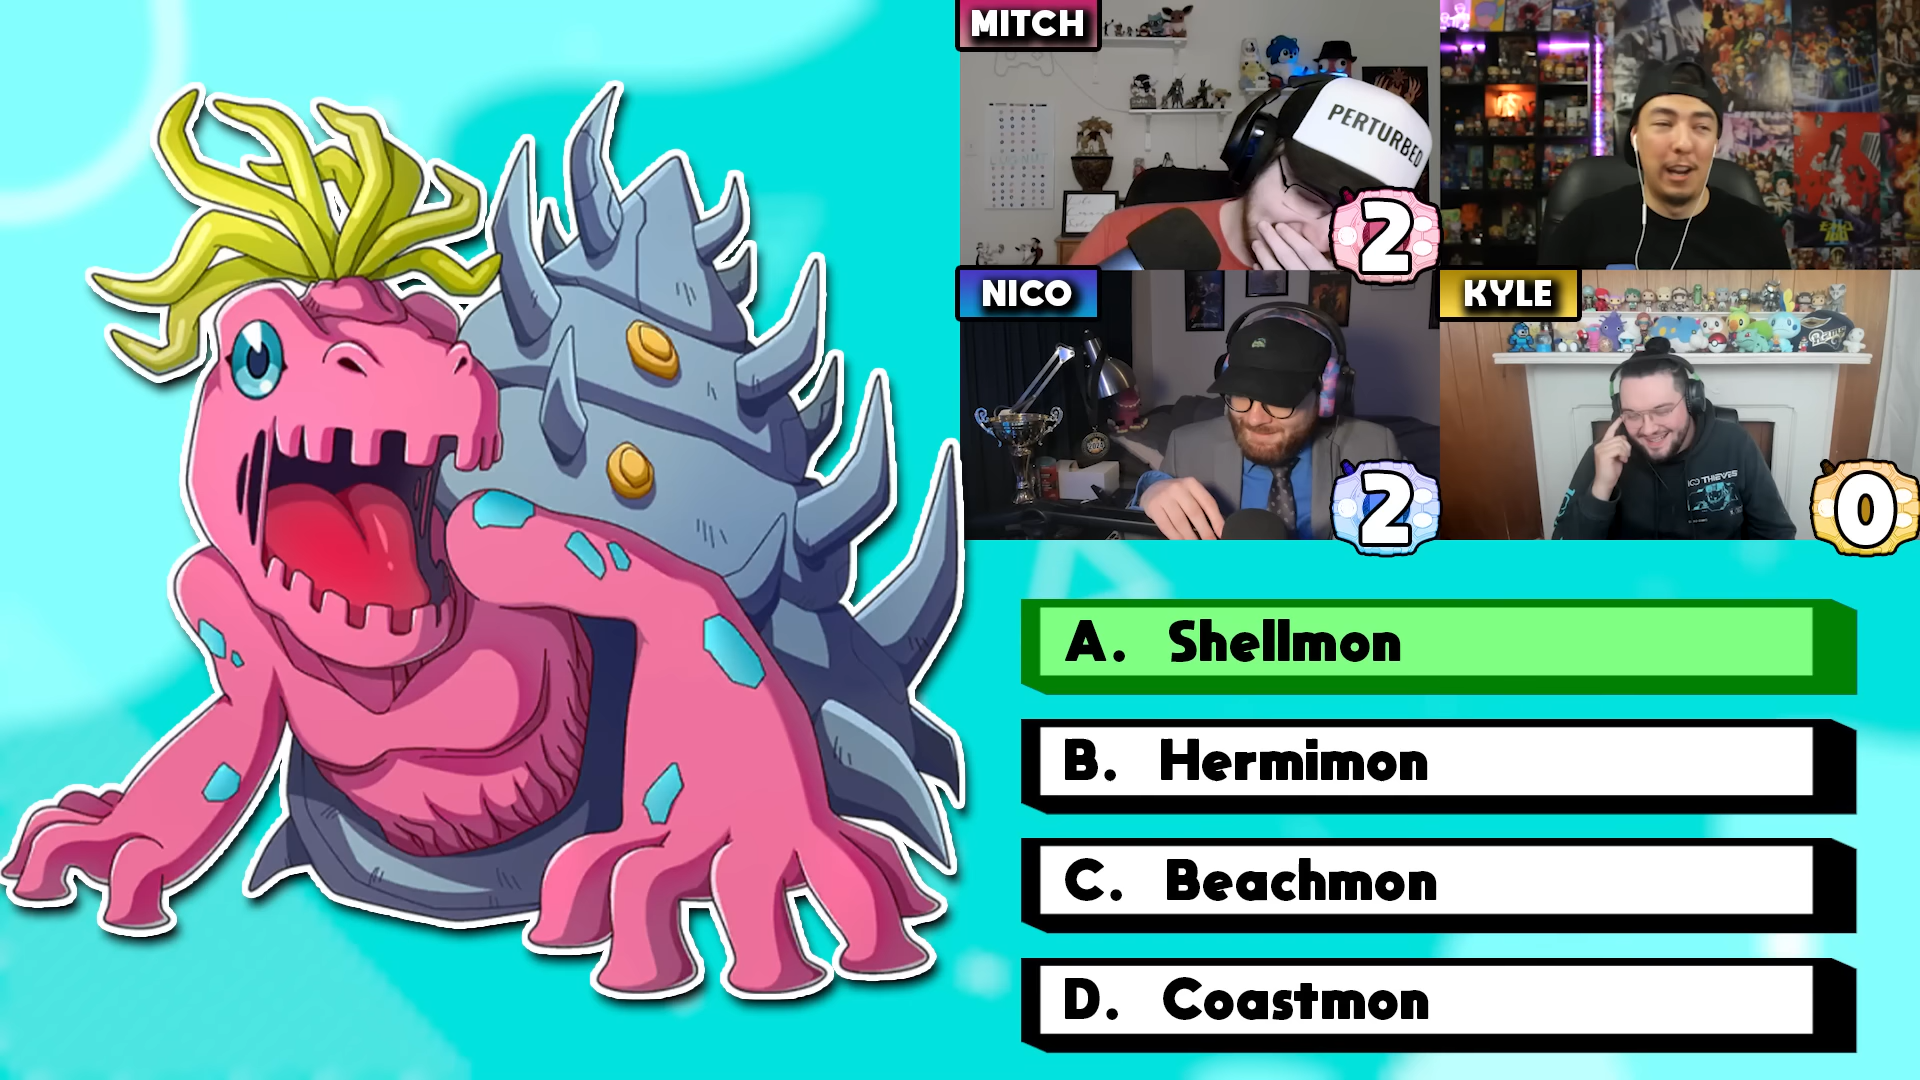 MITCH
PERTURBED
2
NICO
KYLE
2
0
A. Shellmon
B. Hermimon
C. Beachmon
D. Coastmon